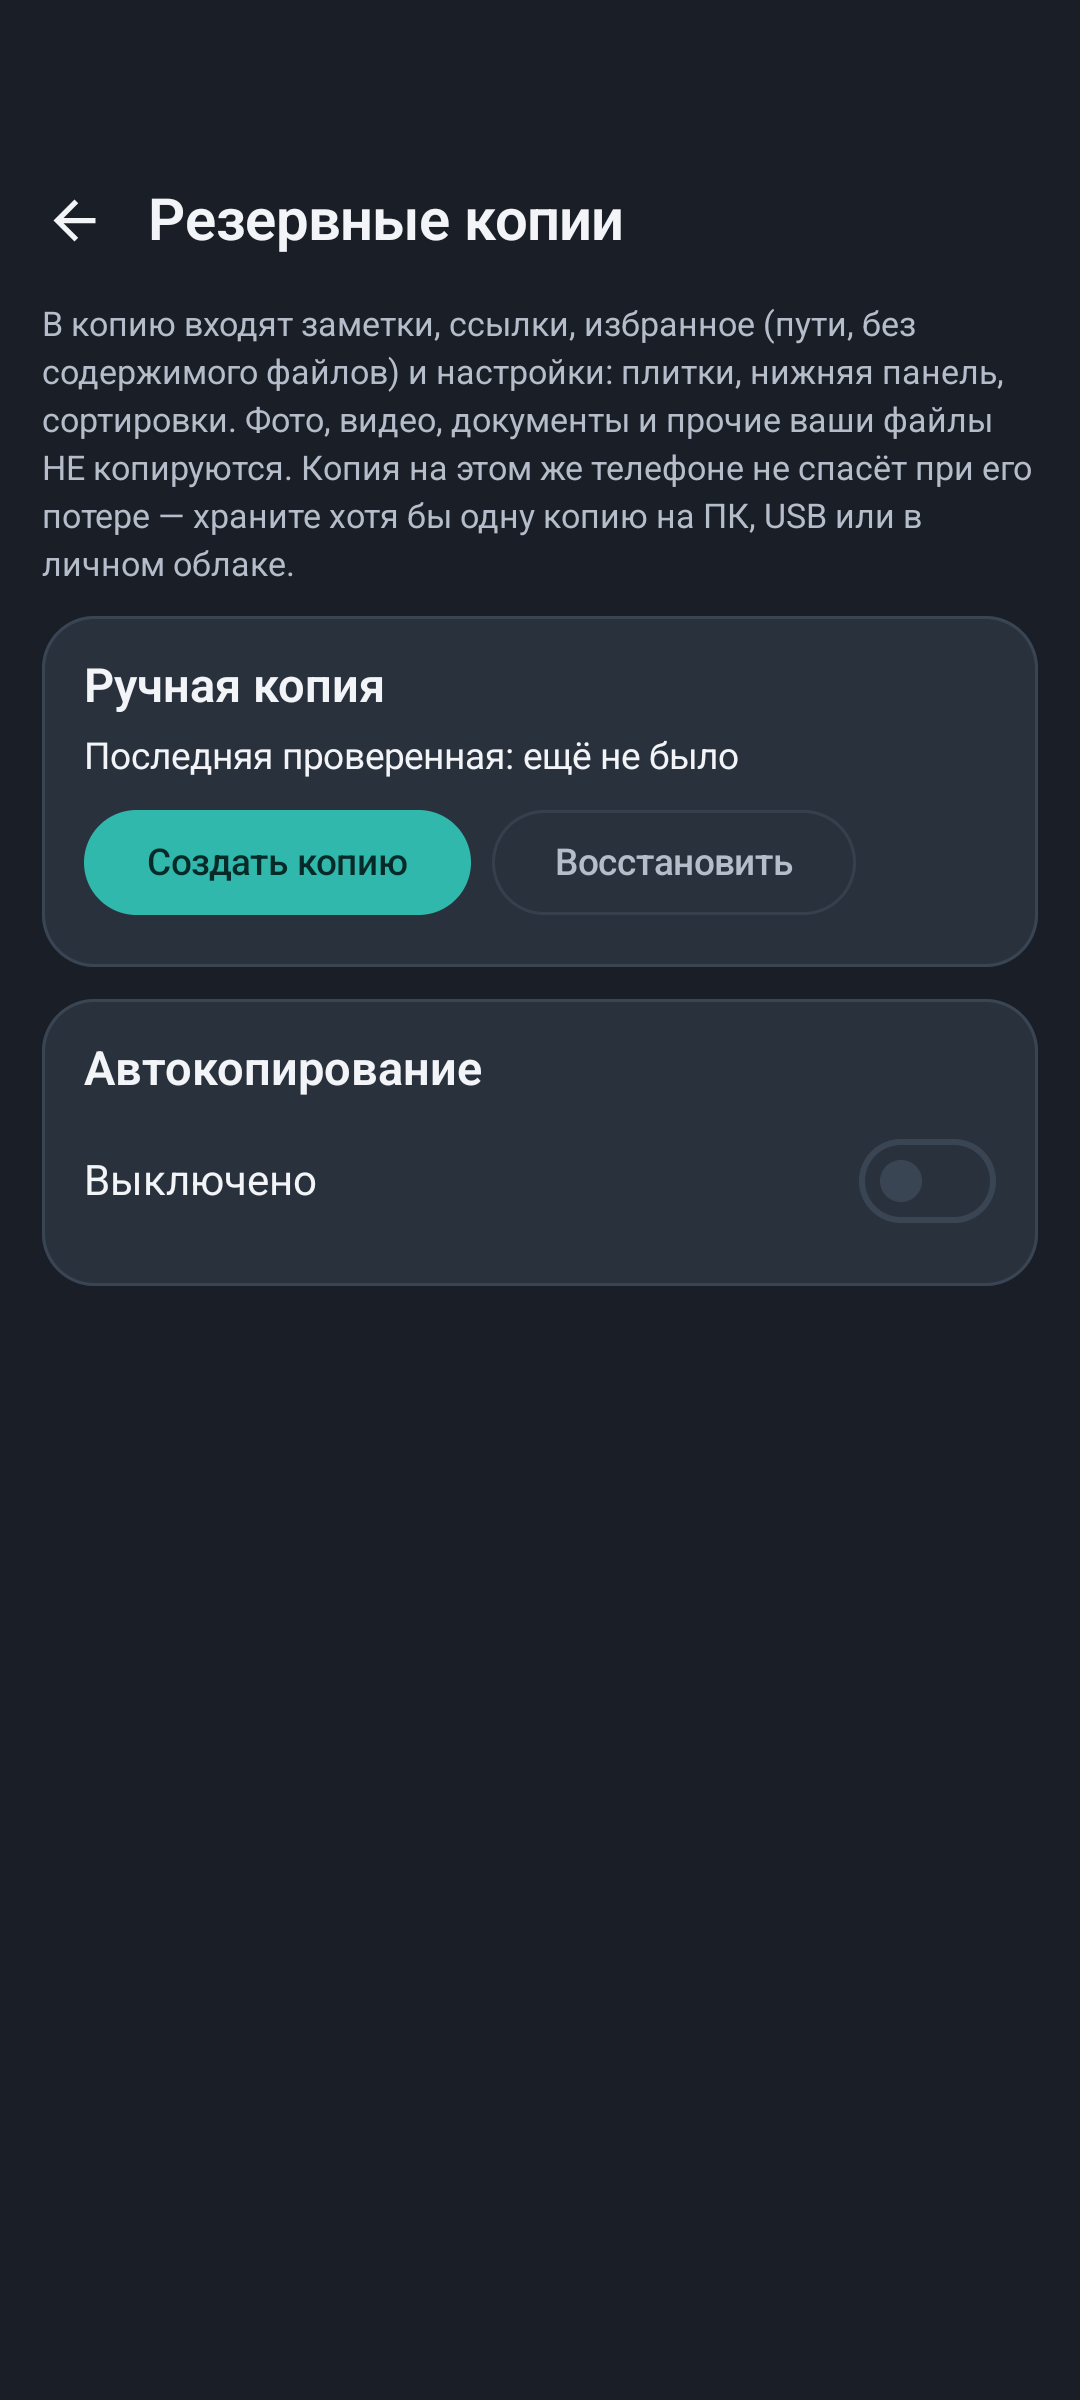 Резервные копии
В копию входят заметки, ссылки, избранное (пути, без
содержимого файлов) и настройки: плитки, нижняя панель,
сортировки. Фото, видео, документы и прочие ваши файлы
НЕ копируются. Копия на этом же телефоне не спасёт при его
потере — храните хотя бы одну копию на ПК, USB или в
личном облаке.
Ручная копия
Последняя проверенная: ещё не было
Создать копию
Восстановить
Автокопирование
Выключено